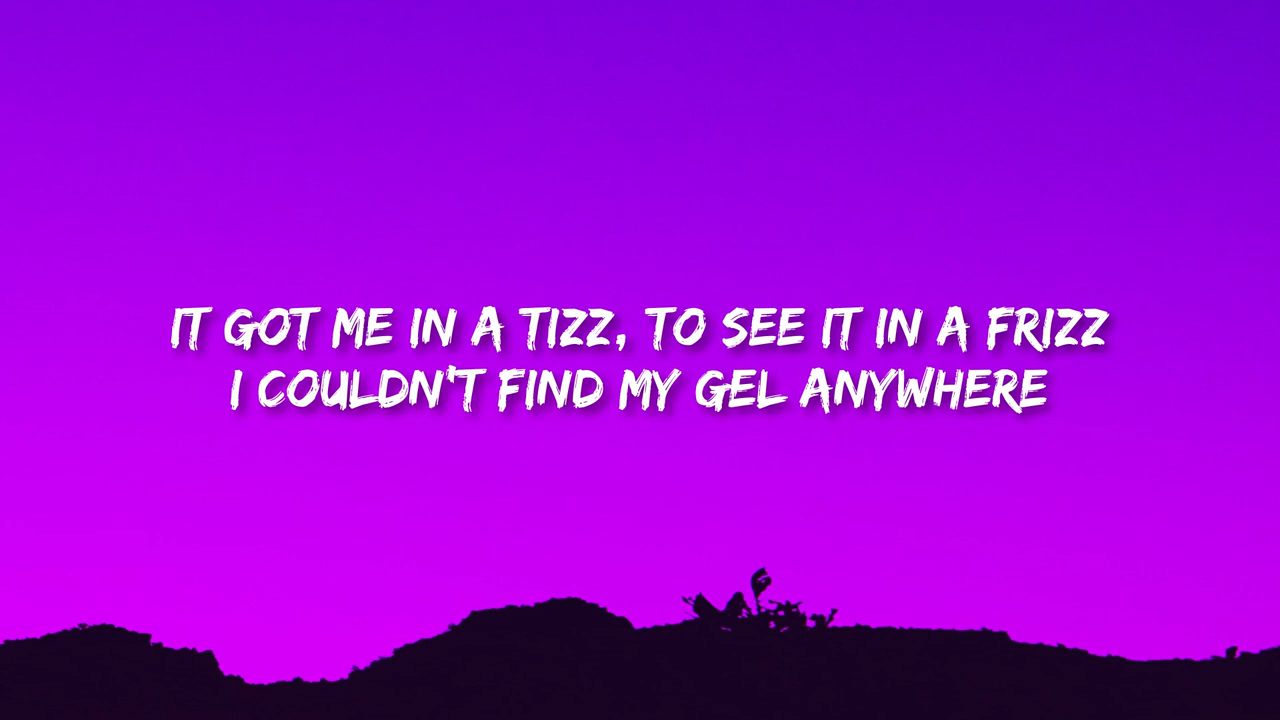 IT GOT ME IN A TIZZ, TO SEE IT IN A FRIZZ
I COULDN'T FIND MY GEL ANYWHERE